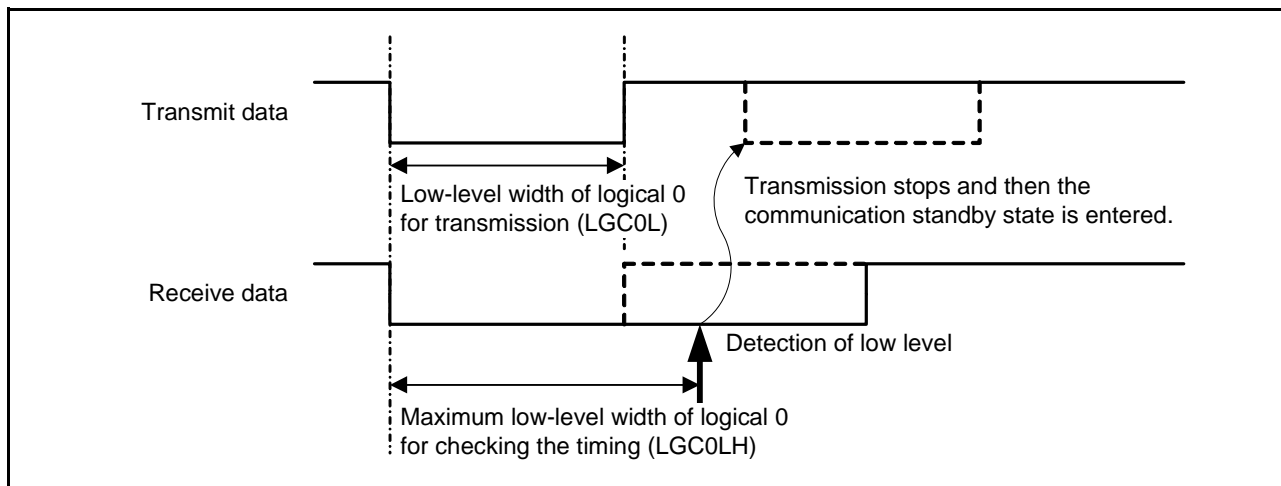 Transmit data
Low-level width of logical 0
for transmission (LGC0L)
Transmission stops and then the
communication standby state is entered.
Receive data
Detection of low level
Maximum low-level width of logical 0
for checking the timing (LGC0LH)